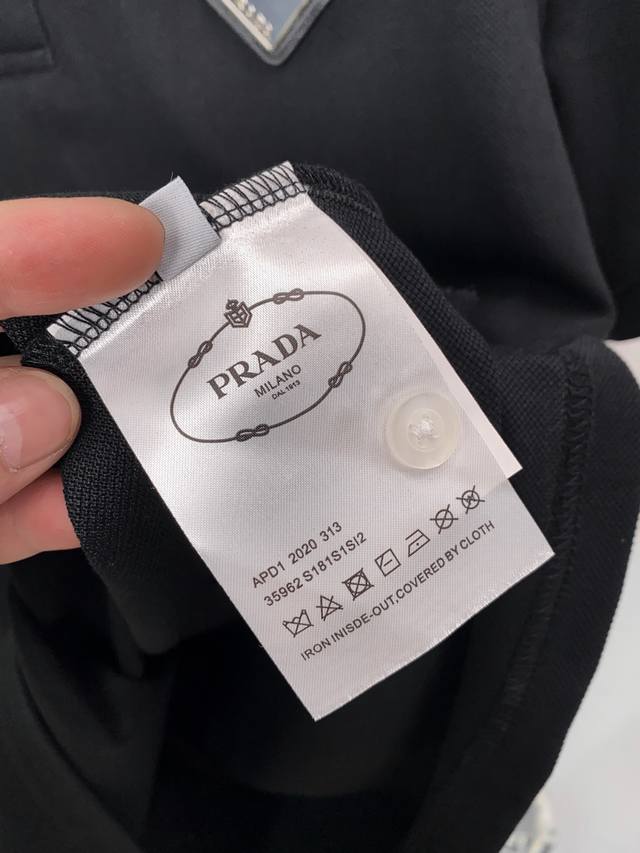 PRADA
MILANO
DAL 1913
APD1 2020 313
35962 S181S1SI2
IRON INISDE-OUT,COVERED BY CLOTH